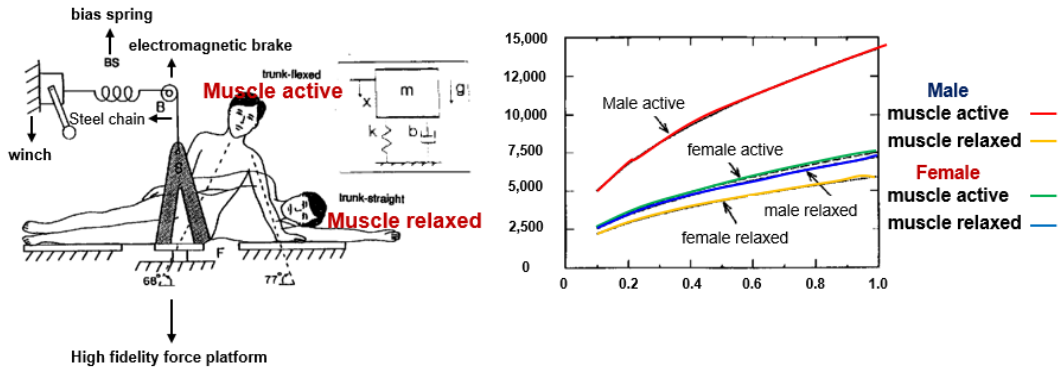 bias spring
electromagnetic brake
BS
trunk-flexed
Muscle active
B
Steel chain
winch
x
m
g
k
b
trunk-straight
Muscle relaxed
F
68°
77°
High fidelity force platform
15,000
12,000
10,000
7,500
5,000
2,500
0
0
0.2
0.4
0.6
0.8
1.0
Male active
female active
male relaxed
female relaxed
Male
muscle active
muscle relaxed
Female
muscle active
muscle relaxed